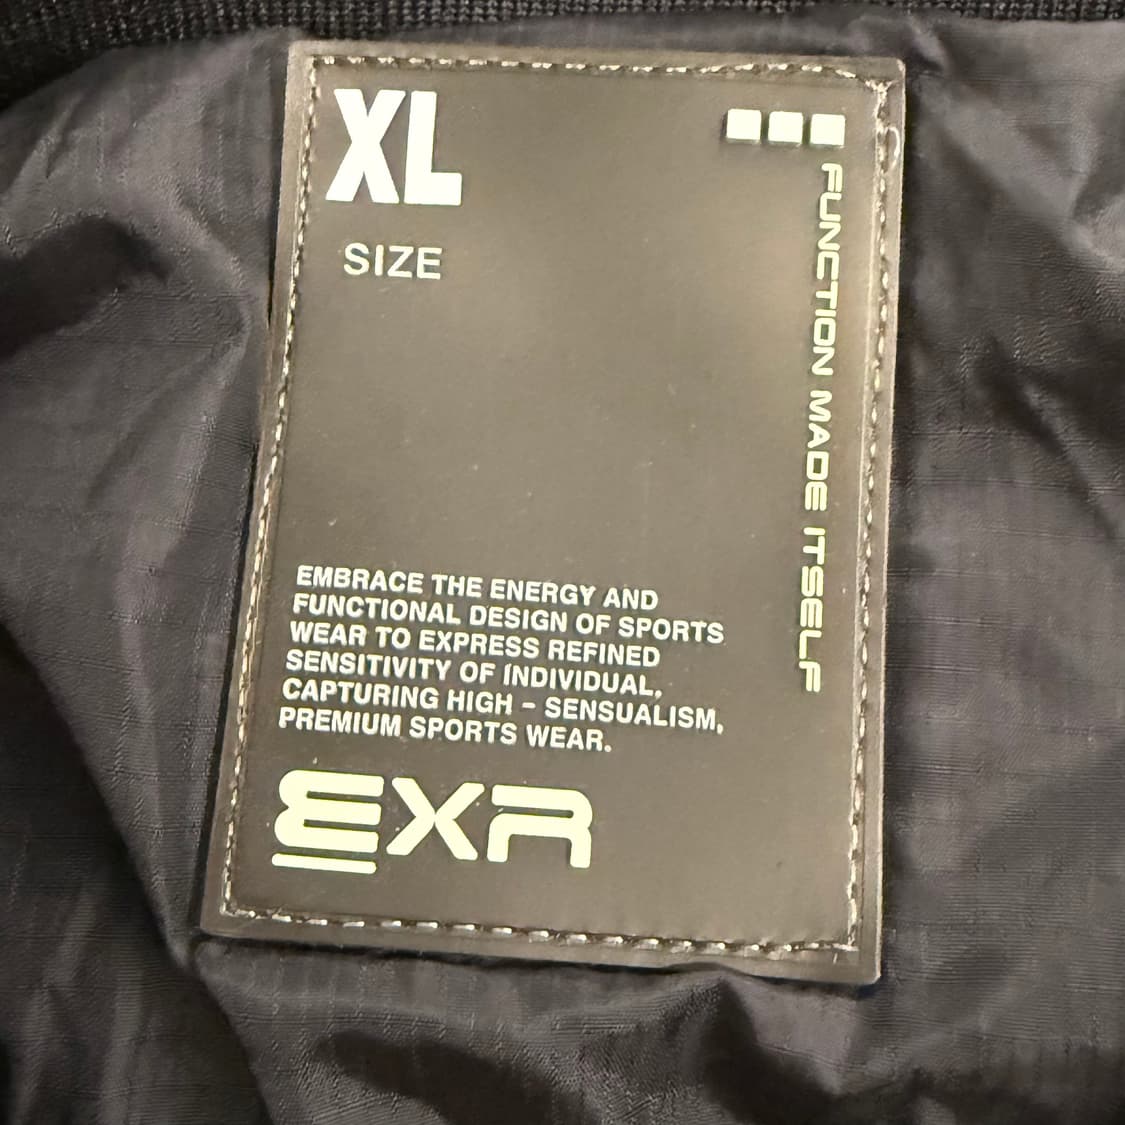 XL
SIZE
FUNCTION MADE ITSELF
EMBRACE THE ENERGY AND
FUNCTIONAL DESIGN OF SPORTS
WEAR TO EXPRESS REFINED
SENSITIVITY OF INDIVIDUAL,
CAPTURING HIGH - SENSUALISM,
PREMIUM SPORTS WEAR.
EXR